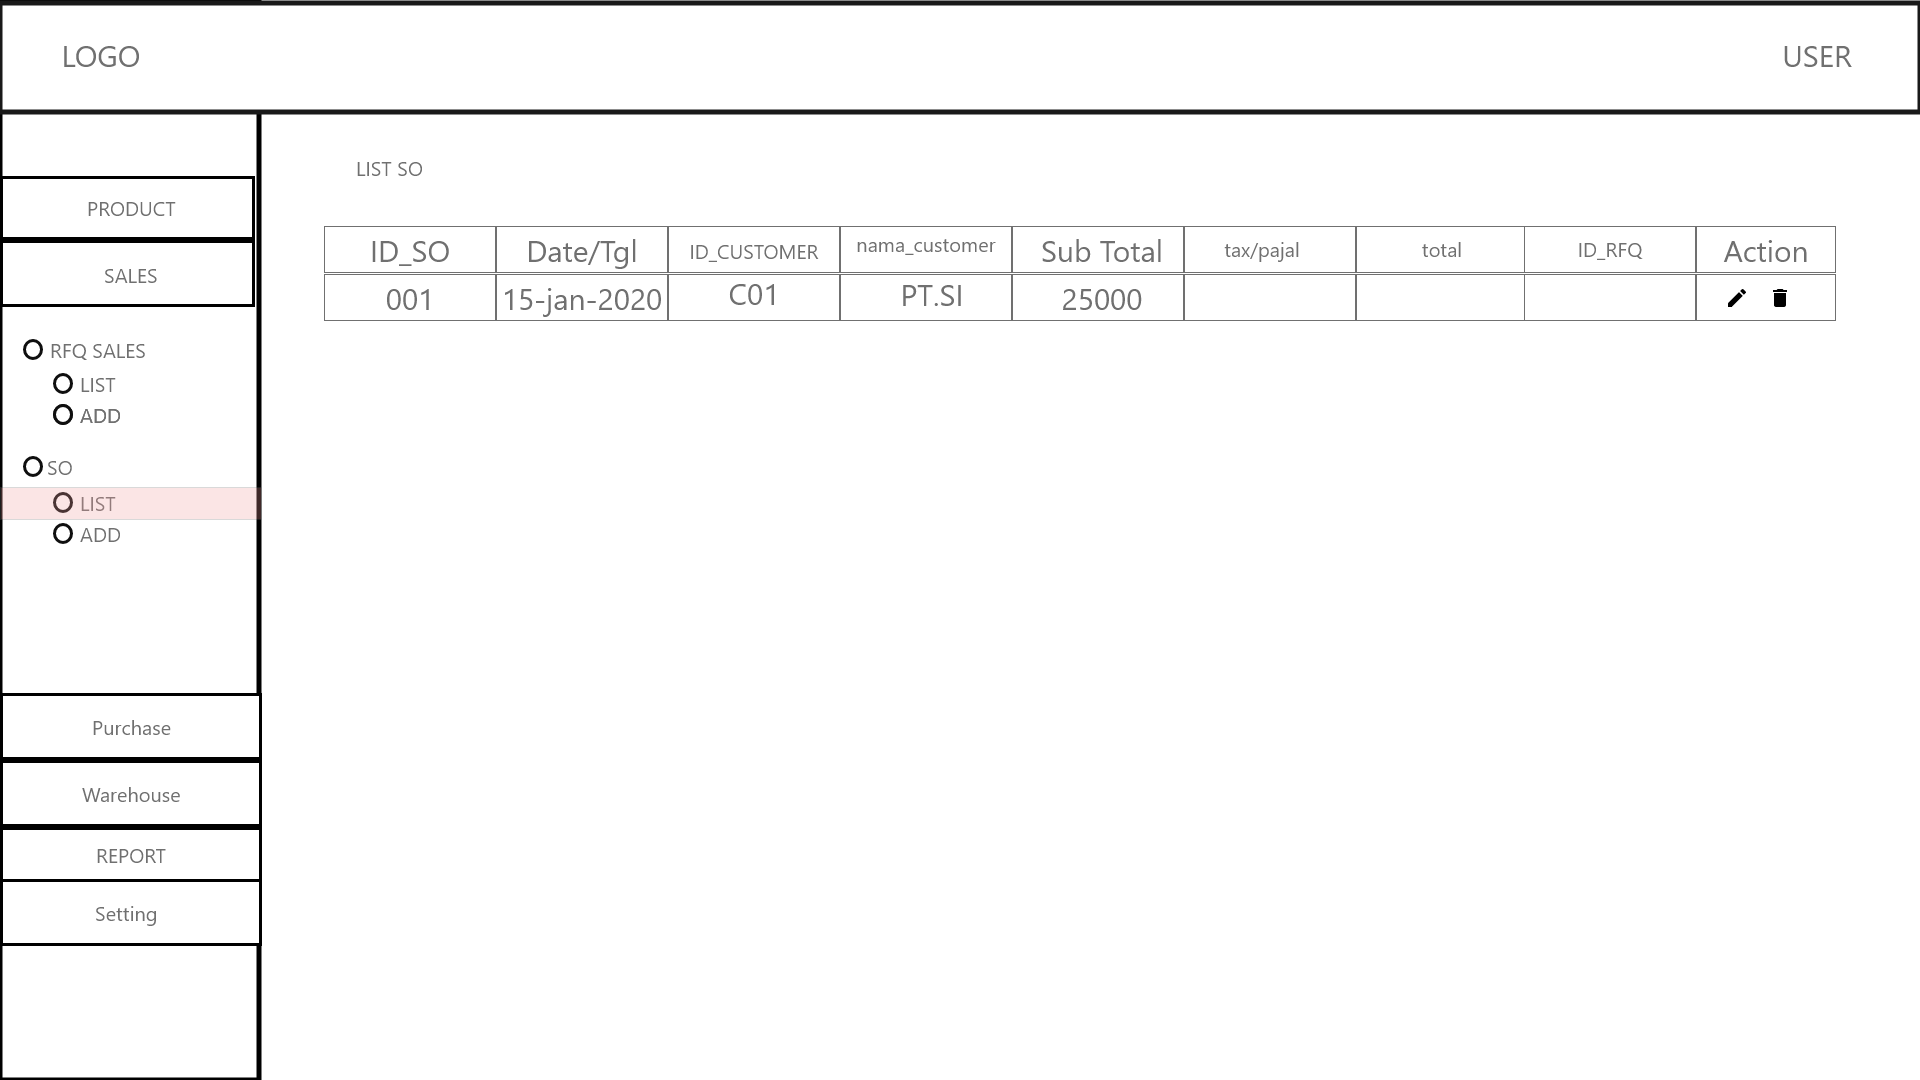 LOGO
USER
PRODUCT
SALES
RFQ SALES
LIST
ADD
SO
LIST
ADD
Purchase
Warehouse
REPORT
Setting
LIST SO
ID_SO Date/Tgl ID_CUSTOMER nama_customer Sub Total tax/pajal total ID_RFQ Action
001 15-jan-2020 C01 PT.SI 25000